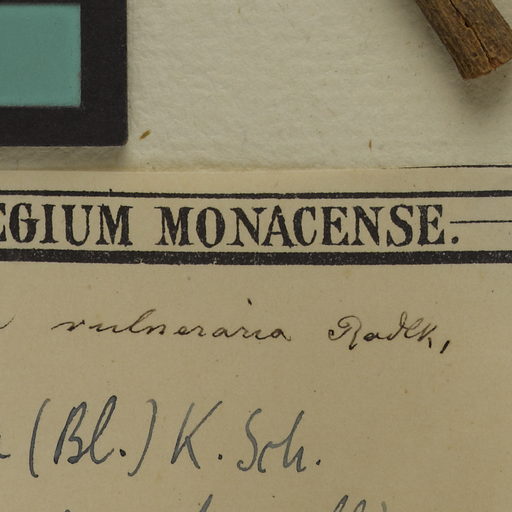 EGIUM MONACENSE.
vulneraria Radlk,
(Bl.) K. Sch.